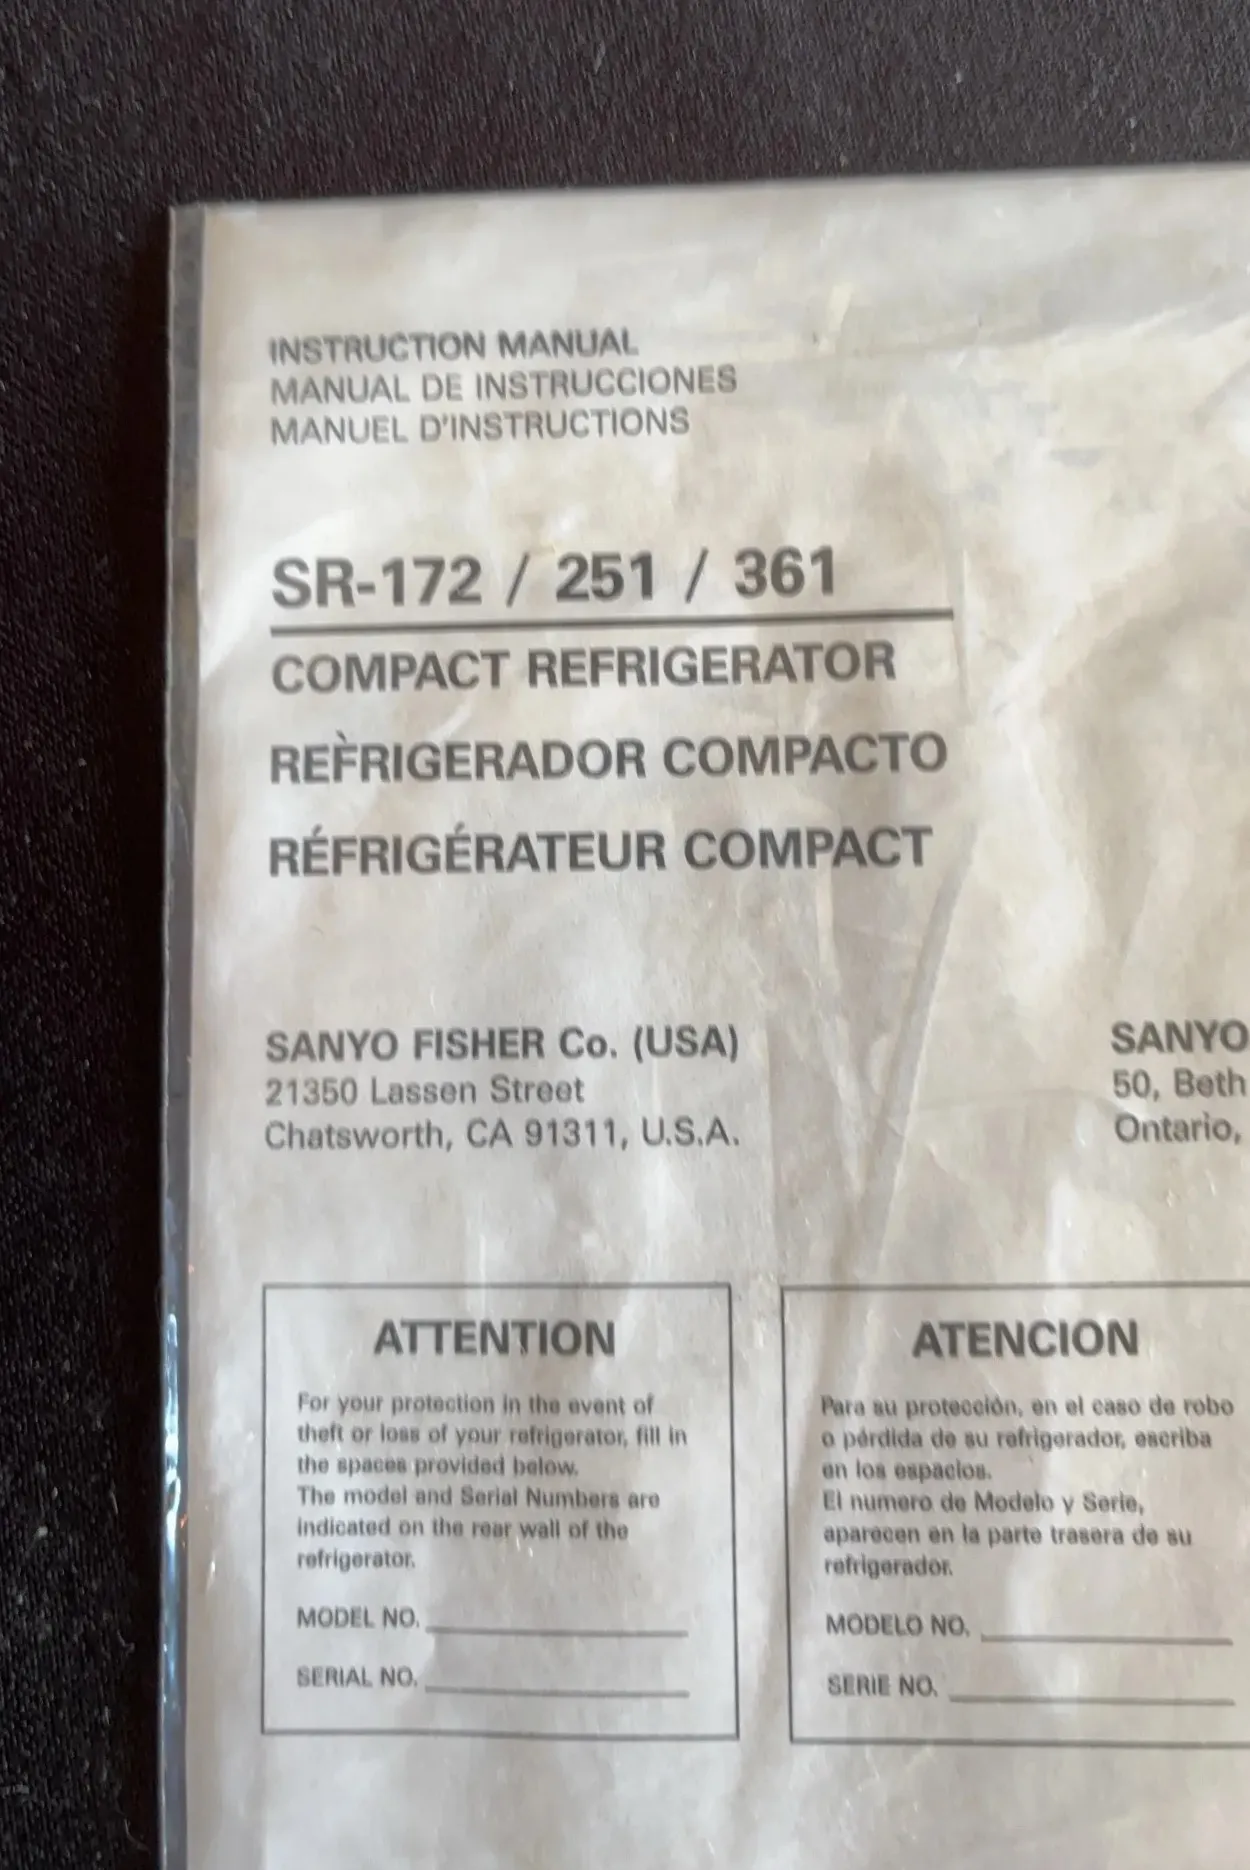 INSTRUCTION MANUAL
MANUAL DE INSTRUCCIONES
MANUEL D'INSTRUCTIONS
SR-172 / 251 / 361
COMPACT REFRIGERATOR
REF̀RIGERADOR COMPACTO
RÉFRIGÉRATEUR COMPACT
SANYO FISHER Co. (USA)
21350 Lassen Street
Chatsworth, CA 91311, U.S.A.
SANYO
50, Beth
Ontario,
ATTENTION
For your protection in the event of
theft or loss of your refrigerator, fill in
the spaces provided below.
The model and Serial Numbers are
indicated on the rear wall of the
refrigerator.
MODEL NO.
SERIAL NO.
ATENCION
Para su protección, en el caso de robo
o pérdida de su refrigerador, escriba
en los espacios.
El numero de Modelo y Serie,
aparecen en la parte trasera de su
refrigerador.
MODELO NO.
SERIE NO.